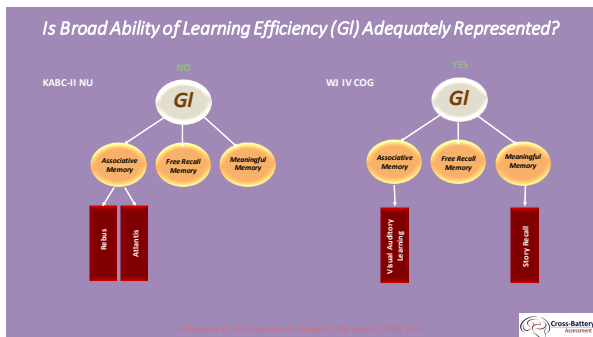 Is Broad Ability of Learning Efficiency (Gl) Adequately Represented?
NO
KABC-II NU
Gl
Associative
Memory
Free Recall
Memory
Meaningful
Memory
Rebus
Atlantis
YES
WJ IV COG
Gl
Associative
Memory
Free Recall
Memory
Meaningful
Memory
Visual Auditory
Learning
Story Recall
Cross-Battery
Assessment